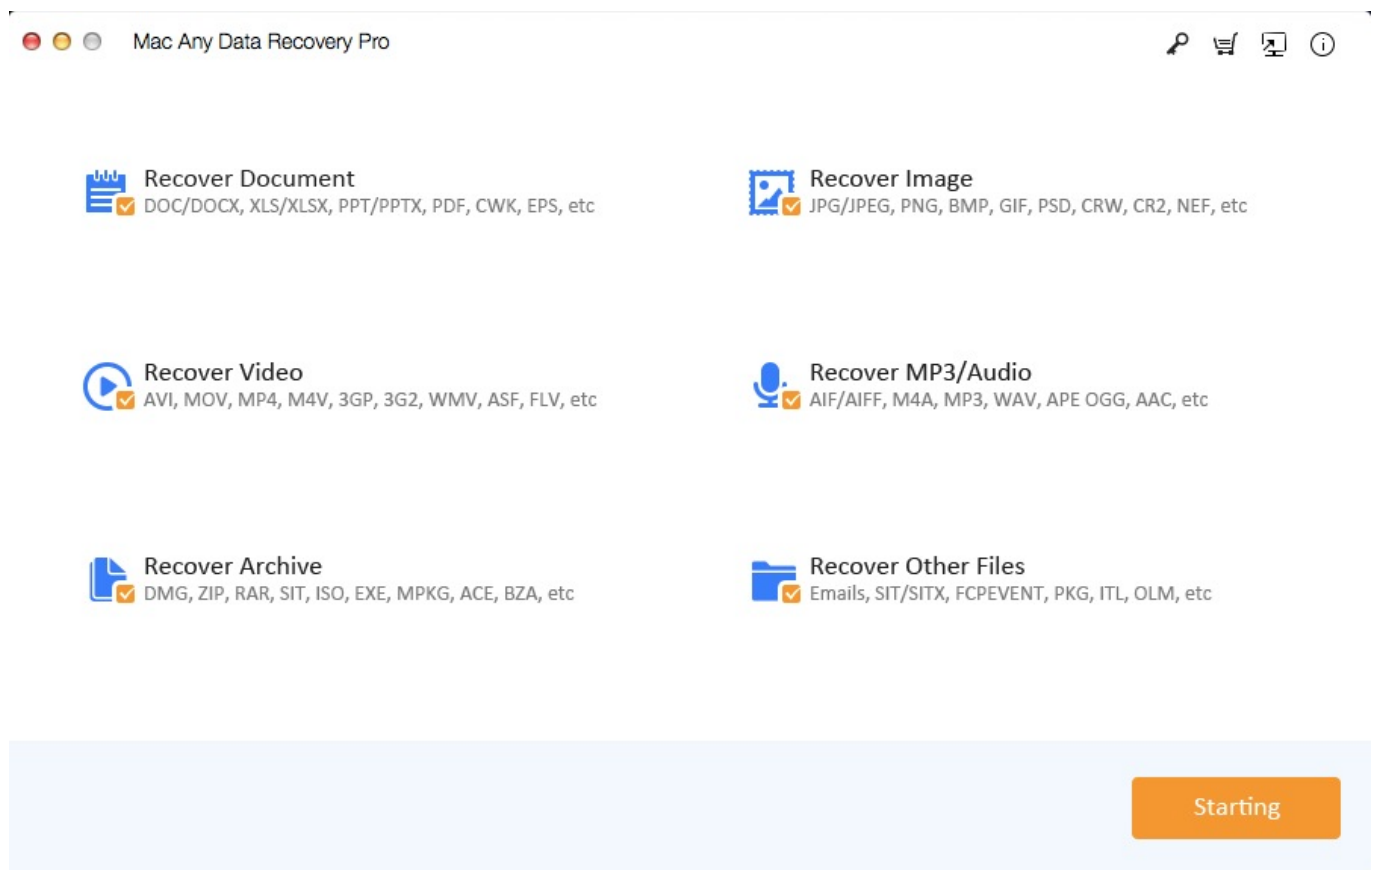 Mac Any Data Recovery Pro
Recover Document
DOC/DOCX, XLS/XLSX, PPT/PPTX, PDF, CWK, EPS, etc
Recover Image
JPG/JPEG, PNG, BMP, GIF, PSD, CRW, CR2, NEF, etc
Recover Video
AVI, MOV, MP4, M4V, 3GP, 3G2, WMV, ASF, FLV, etc
Recover MP3/Audio
AIF/AIFF, M4A, MP3, WAV, APE OGG, AAC, etc
Recover Archive
DMG, ZIP, RAR, SIT, ISO, EXE, MPKG, ACE, BZA, etc
Recover Other Files
Emails, SIT/SITX, FCPEVENT, PKG, ITL, OLM, etc
Starting